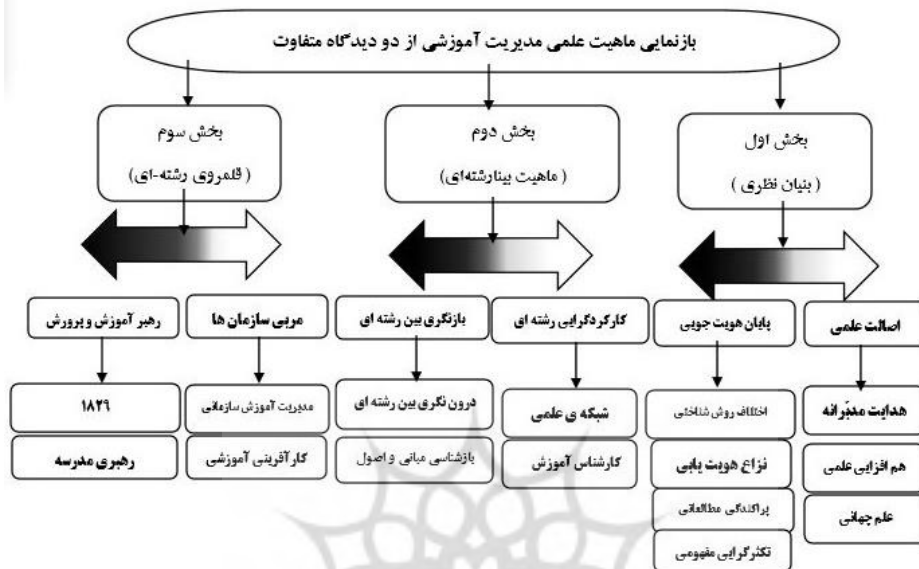 بازنمایی ماهیت علمی مدیریت آموزشی از دو دیدگاه متفاوت
بخش اول
( بنیان نظری )
بخش دوم
( ماهیت بینارشته‌ای)
بخش سوم
( قلمروی رشته-ای)
اصالت علمی
پایان هویت جویی
کارکردگرایی رشته ای
بازنگری بین رشته ای
مربی سازمان ها
رهبر آموزش و پرورش
هدایت مدبّرانه
هم افزایی علمی
علم جهانی
اختلاف روش شناختی
نزاع هویت یابی
پراکندگی مطالعاتی
تکثرگرایی مفهومی
شبکه ی علمی
کارشناس آموزش
درون نگری بین رشته ای
بازشناسی مبانی و اصول
مدیریت آموزش سازمانی
کارآفرینی آموزشی
۱۸۲۹
رهبری مدرسه